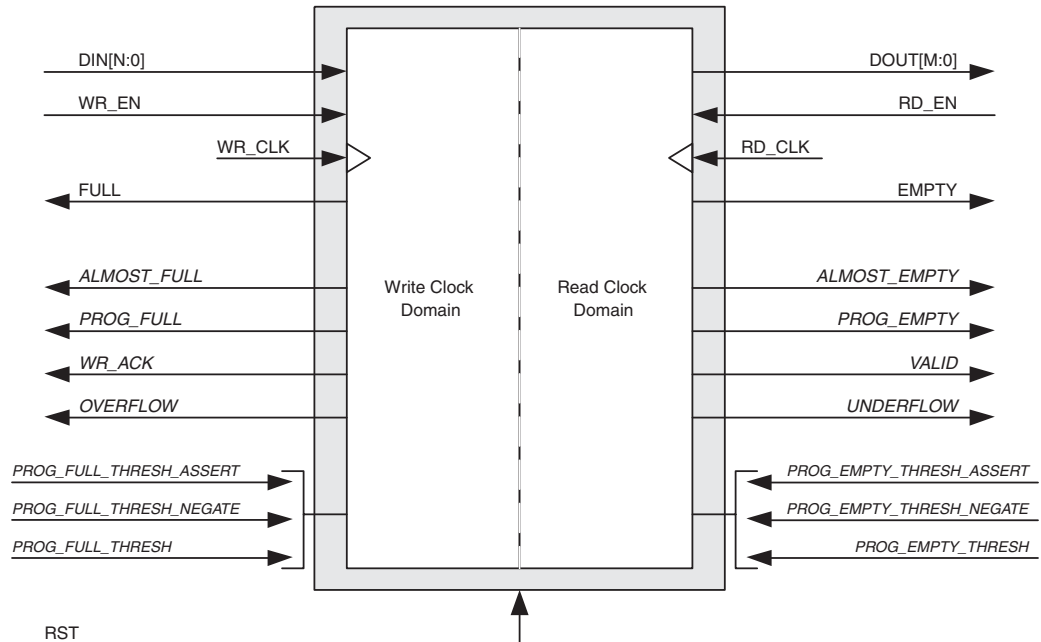 DIN[N:0]
DOUT[M:0]
WR_EN
RD_EN
WR_CLK
RD_CLK
FULL
EMPTY
ALMOST_FULL
Write Clock
Domain
Read Clock
Domain
ALMOST_EMPTY
PROG_FULL
PROG_EMPTY
WR_ACK
VALID
OVERFLOW
UNDERFLOW
PROG_FULL_THRESH_ASSERT
PROG_EMPTY_THRESH_ASSERT
PROG_FULL_THRESH_NEGATE
PROG_EMPTY_THRESH_NEGATE
PROG_FULL_THRESH
PROG_EMPTY_THRESH
RST